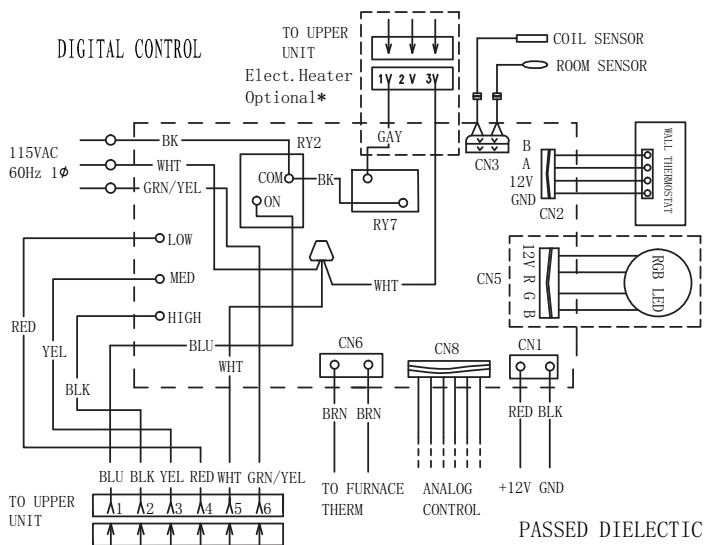 DIGITAL CONTROL
TO UPPER
UNIT
Elect.Heater
Optional*
1 2 3
COIL SENSOR
ROOM SENSOR
GAY
CN3
115VAC
60Hz 1ϕ
BK
WHT
GRN/YEL
RY2
COM
ON
BK
RY7
B
A
12V
GND
CN2
WALL THERMOSTAT
LOW
MED
HIGH
WHT
CN5
12V R G B
RGB LED
RED
YEL
BLK
BLU
WHT
CN6
CN8
CN1
BRN BRN
RED BLK
TO FURNACE
THERM
ANALOG
CONTROL
+12V GND
BLU BLK YEL RED WHT GRN/YEL
TO UPPER
UNIT
1 2 3 4 5 6
PASSED DIELECTIC